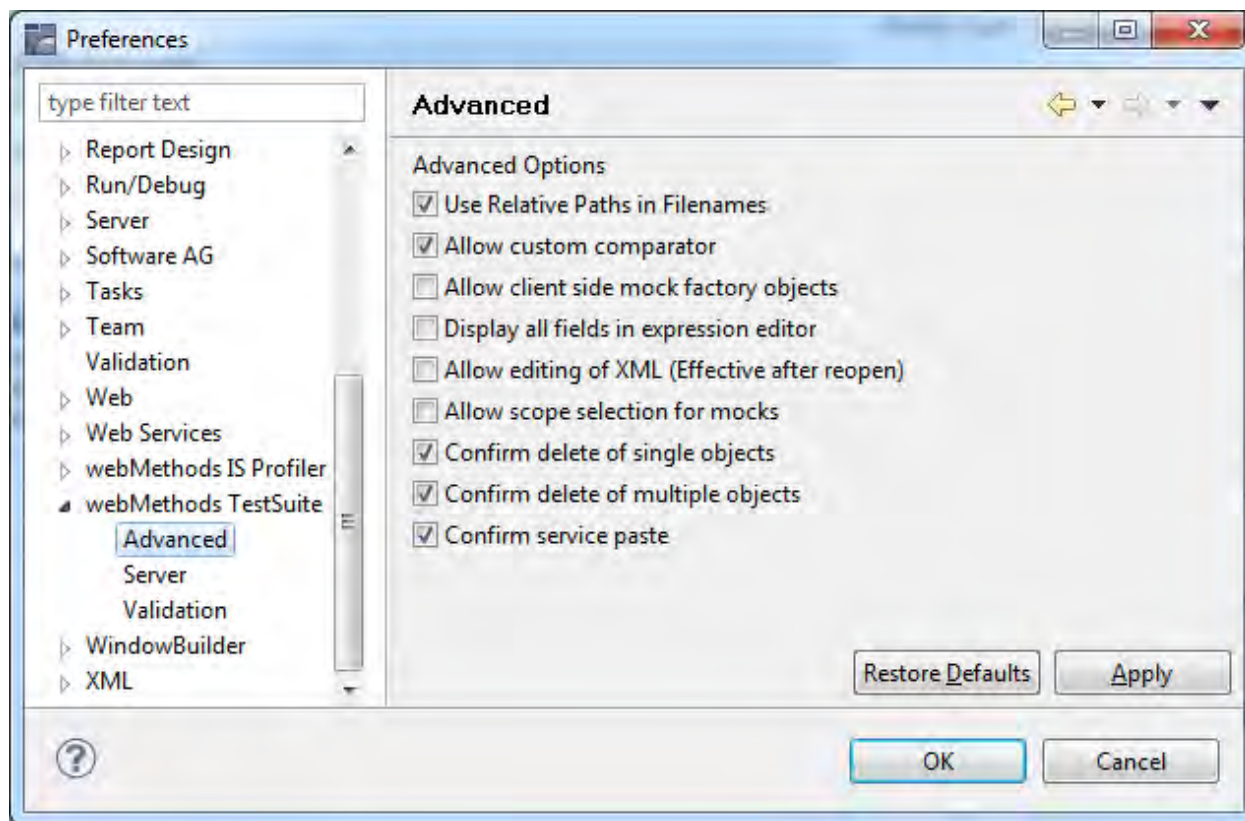 Preferences
type filter text
Report Design
Run/Debug
Server
Software AG
Tasks
Team
Validation
Web
Web Services
webMethods IS Profiler
webMethods TestSuite
Advanced
Server
Validation
WindowBuilder
XML
Advanced
Advanced Options
Use Relative Paths in Filenames
Allow custom comparator
Allow client side mock factory objects
Display all fields in expression editor
Allow editing of XML (Effective after reopen)
Allow scope selection for mocks
Confirm delete of single objects
Confirm delete of multiple objects
Confirm service paste
Restore Defaults
Apply
OK
Cancel